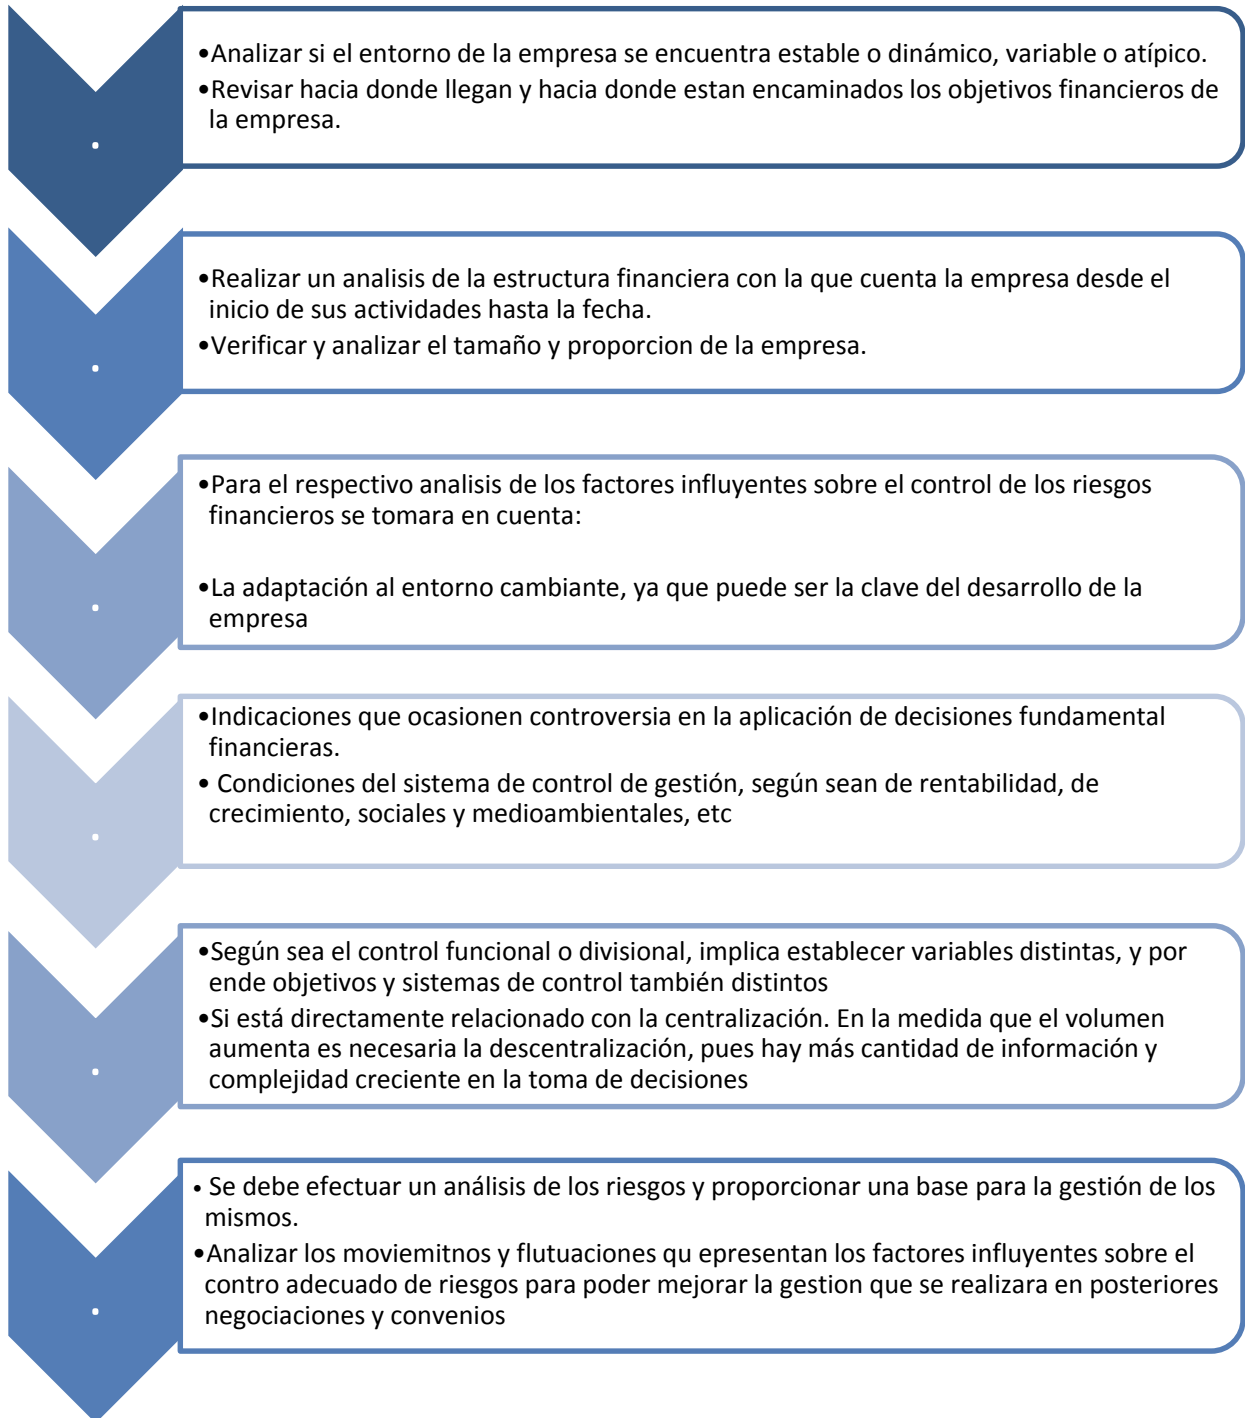 •Analizar si el entorno de la empresa se encuentra estable o dinámico, variable o atípico.
•Revisar hacia donde llegan y hacia donde estan encaminados los objetivos financieros de
la empresa.
•Realizar un analisis de la estructura financiera con la que cuenta la empresa desde el
inicio de sus actividades hasta la fecha.
•Verificar y analizar el tamaño y proporcion de la empresa.
•Para el respectivo analisis de los factores influyentes sobre el control de los riesgos
financieros se tomara en cuenta:
•La adaptación al entorno cambiante, ya que puede ser la clave del desarrollo de la
empresa
•Indicaciones que ocasionen controversia en la aplicación de decisiones fundamental
financieras.
• Condiciones del sistema de control de gestión, según sean de rentabilidad, de
crecimiento, sociales y medioambientales, etc
•Según sea el control funcional o divisional, implica establecer variables distintas, y por
ende objetivos y sistemas de control también distintos
•Si está directamente relacionado con la centralización. En la medida que el volumen
aumenta es necesaria la descentralización, pues hay más cantidad de información y
complejidad creciente en la toma de decisiones
• Se debe efectuar un análisis de los riesgos y proporcionar una base para la gestión de los
mismos.
•Analizar los moviemitnos y flutuaciones qu epresentan los factores influyentes sobre el
contro adecuado de riesgos para poder mejorar la gestion que se realizara en posteriores
negociaciones y convenios